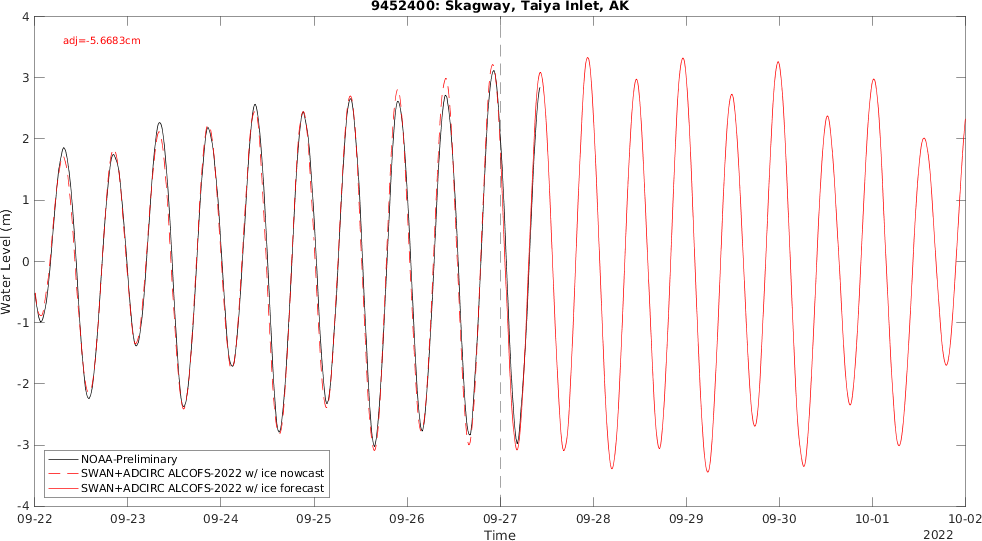 9452400: Skagway, Taiya Inlet, AK
4
adj=-5.6683cm
3
2
1
0
-1
-2
-3
-4
Water Level (m)
NOAA-Preliminary
SWAN+ADCIRC ALCOFS-2022 w/ ice nowcast
SWAN+ADCIRC ALCOFS-2022 w/ ice forecast
09-22 09-23 09-24 09-25 09-26 09-27 09-28 09-29 09-30 10-01 10-02
Time
2022